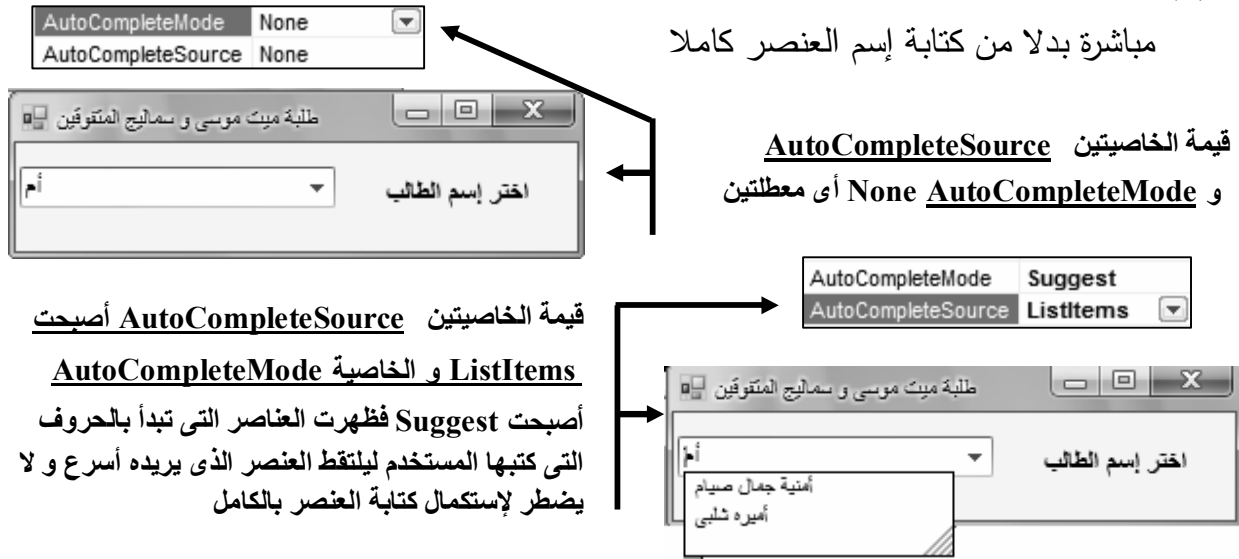 مباشرة بدلا من كتابة إسم العنصر كاملا
AutoCompleteMode None
AutoCompleteSource None
طلبة ميت موسى و سماليج المتوقين
أم
اختر إسم الطالب
قيمة الخاصيتين AutoCompleteSource
و AutoCompleteMode None أى معطلتين
AutoCompleteMode Suggest
AutoCompleteSource ListItems
قيمة الخاصيتين AutoCompleteSource أصبحت
ListItems و الخاصية AutoCompleteMode
أصبحت Suggest فظهرت العناصر التى تبدأ بالحروف
التى كتبها المستخدم ليلتقط العنصر الذى يريده أسرع و لا
يضطر لإستكمال كتابة العنصر بالكامل
طلبة ميت موسى و سماليج المتوقين
أم
اختر إسم الطالب
أمنية جمال صيام
أميره شلبى